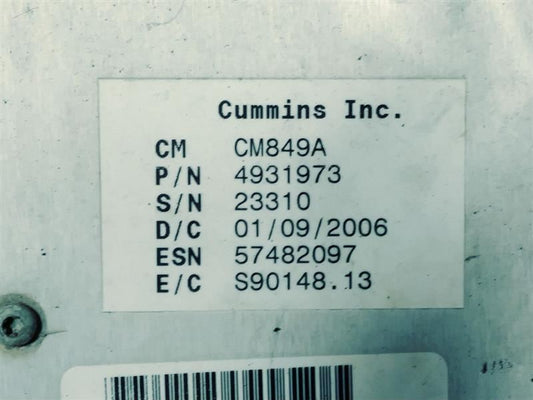 Cummins Inc.
CM CM849A
P/N 4931973
S/N 23310
D/C 01/09/2006
ESN 57482097
E/C S90148.13